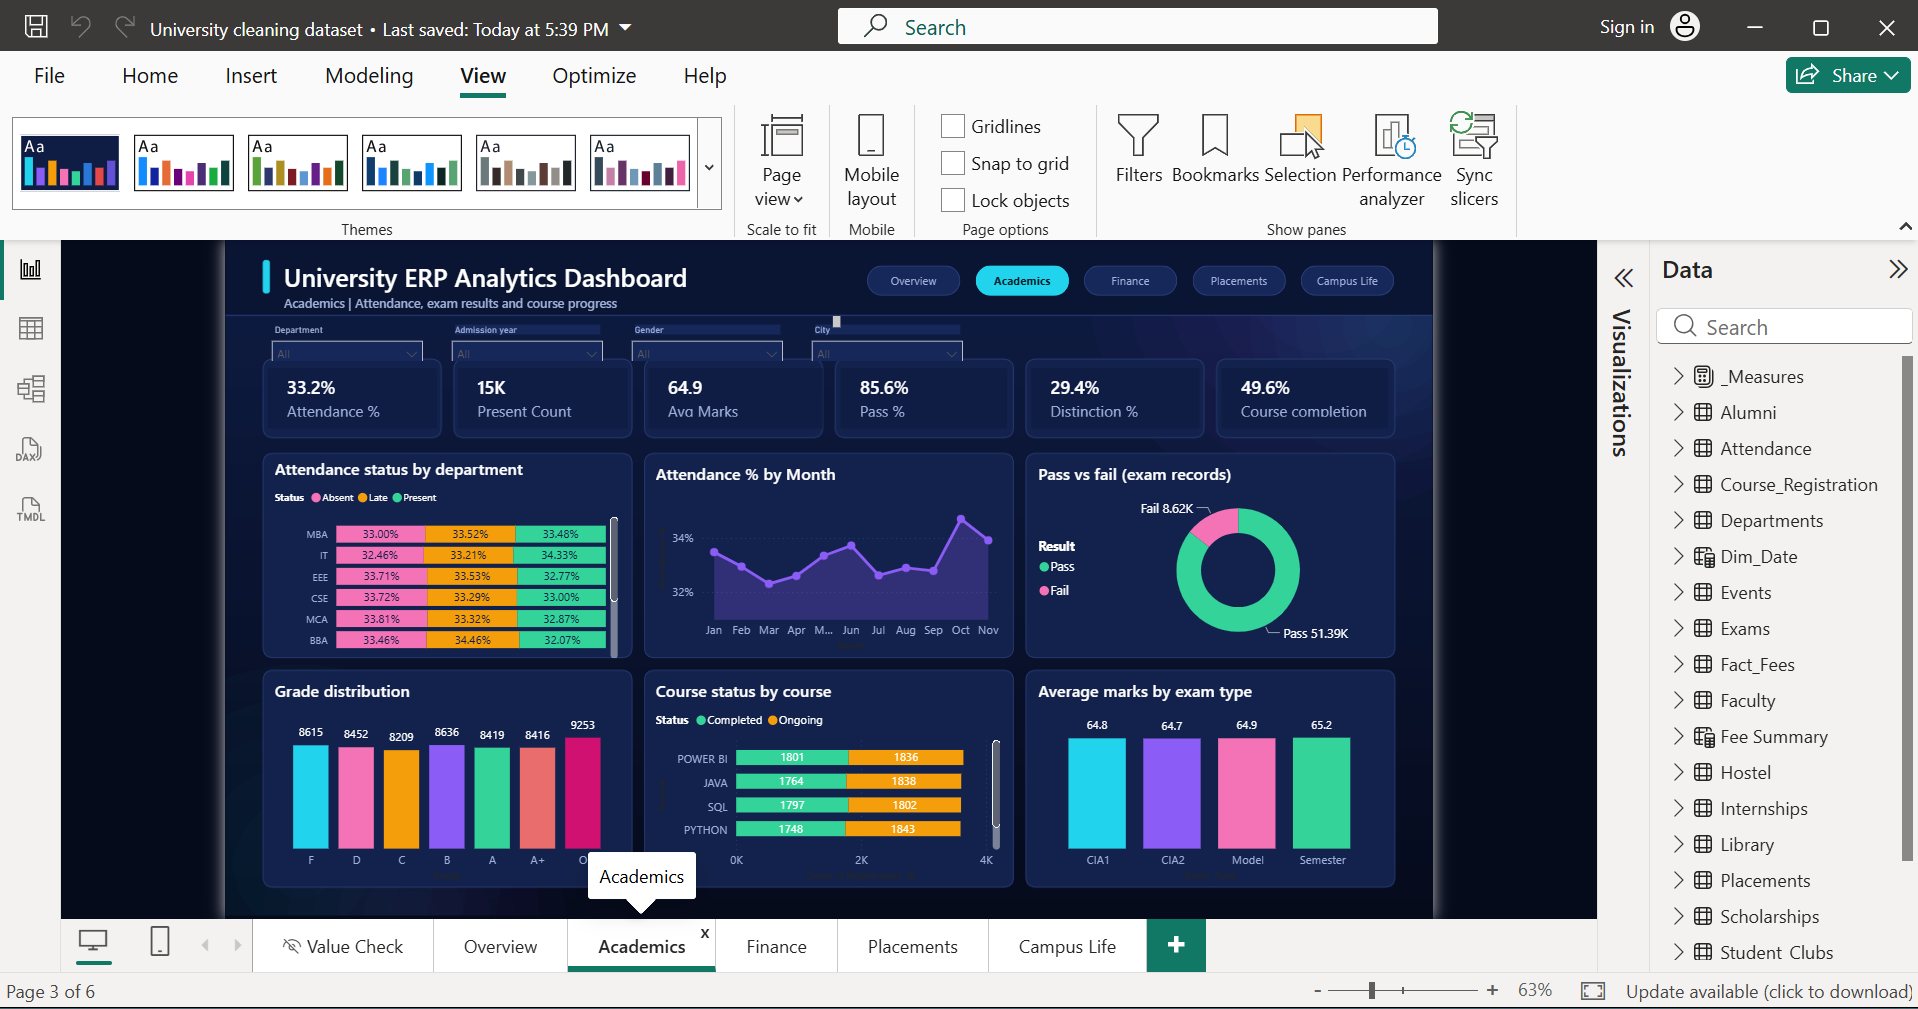 University cleaning dataset • Last saved: Today at 5:39 PM
Search
Sign in
File Home Insert Modeling View Optimize Help
Share
Aa Aa Aa Aa Aa Aa
Themes
Page view
Scale to fit
Mobile layout
Mobile
Gridlines
Snap to grid
Lock objects
Page options
Filters Bookmarks Selection Performance analyzer Sync slicers
Show panes
DAX
TMDL
University ERP Analytics Dashboard
Academics | Attendance, exam results and course progress
Overview Academics Finance Placements Campus Life
Department Admission year Gender City
All All All All
33.2% 15K 64.9 85.6% 29.4% 49.6%
Attendance % Present Count Avg Marks Pass % Distinction % Course completion
Attendance status by department
Status Absent Late Present
MBA 33.00% 33.52% 33.48%
IT 32.46% 33.21% 34.33%
EEE 33.71% 33.53% 32.77%
CSE 33.72% 33.29% 33.00%
MCA 33.81% 33.32% 32.87%
BBA 33.46% 34.46% 32.07%
Attendance % by Month
34%
32%
Jan Feb Mar Apr M... Jun Jul Aug Sep Oct Nov
Pass vs fail (exam records)
Fail 8.62K
Result
Pass
Fail
Pass 51.39K
Grade distribution
8615 8452 8209 8636 8419 8416 9253
F D C B A A+ O
Course status by course
Status Completed Ongoing
POWER BI 1801 1836
JAVA 1764 1838
SQL 1797 1802
PYTHON 1748 1843
0K 2K 4K
Average marks by exam type
64.8 64.7 64.9 65.2
CIA1 CIA2 Model Semester
Academics
Visualizations
Data
Search
_Measures
Alumni
Attendance
Course_Registration
Departments
Dim_Date
Events
Exams
Fact_Fees
Faculty
Fee Summary
Hostel
Internships
Library
Placements
Scholarships
Student Clubs
Value Check Overview Academics x Finance Placements Campus Life +
Page 3 of 6
- + 63%
Update available (click to download)